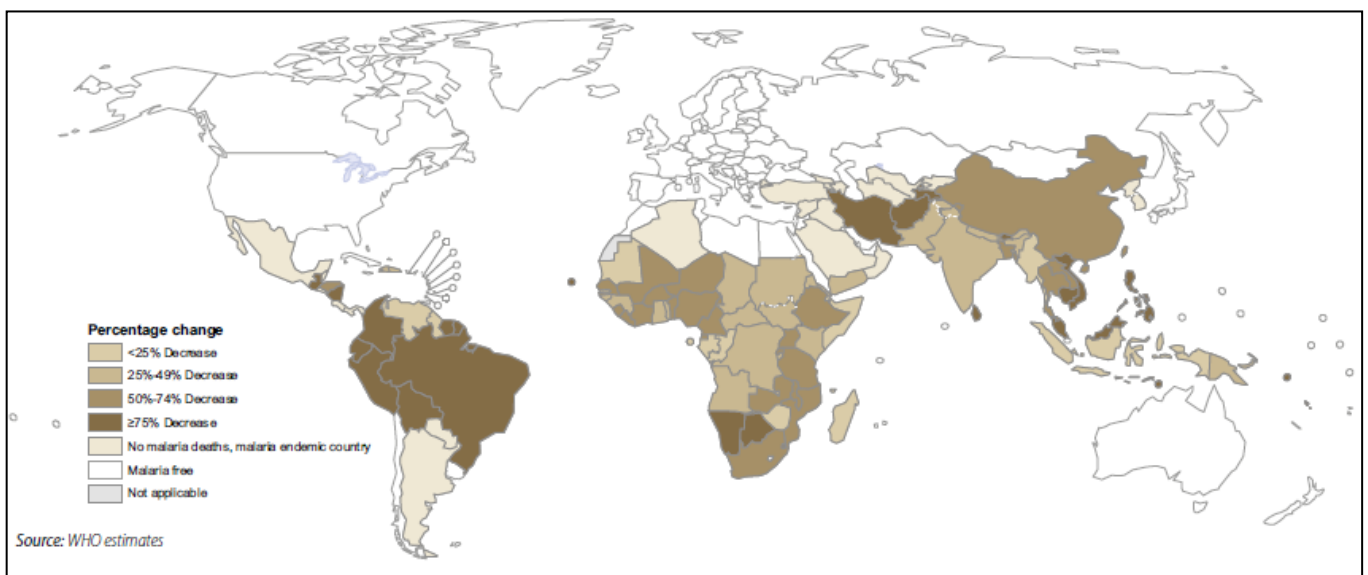 Percentage change
<25% Decrease
25%-49% Decrease
50%-74% Decrease
≥75% Decrease
No malaria deaths, malaria endemic country
Malaria free
Not applicable
Source: WHO estimates